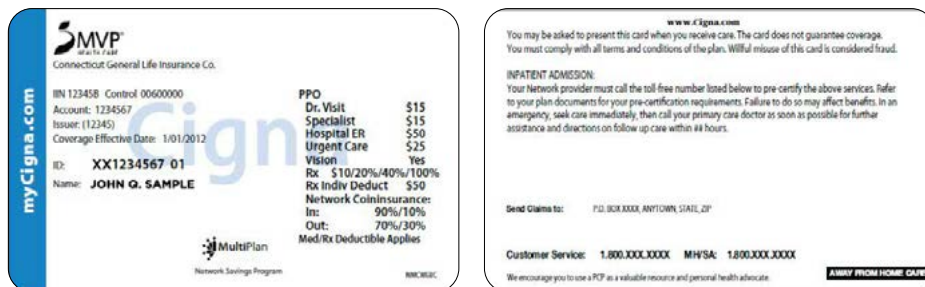 MVP
HEALTH CARE
Connecticut General Life Insurance Co.
myCigna.com
Cigna
IIN 123458 Control 00600000
Account: 1234567
Issuer: (12345)
Coverage Effective Date: 1/01/2012
ID: XX1234567 01
Name: JOHN Q. SAMPLE
PPO
Dr. Visit $15
Specialist $15
Hospital ER $50
Urgent Care $25
Vision Yes
Rx $10/20%/40%/100%
Rx Indiv Deduct $50
Network Coininsurance:
In: 90%/10%
Out: 70%/30%
Med/Rx Deductible Applies
MultiPlan
Network Savings Program
www.Cigna.com
You may be asked to present this card when you receive care. The card does not guarantee coverage.
You must comply with all terms and conditions of the plan. Willful misuse of this card is considered fraud.
INPATIENT ADMISSION:
Your Network provider must call the toll-free number listed below to pre-certify the above services. Refer
to your plan documents for your pre-certification requirements. Failure to do so may affect benefits. In an
emergency, seek care immediately, then call your primary care doctor as soon as possible for further
assistance and directions on follow up care within ## hours.
Send Claims to: P.O. BOX XXXX, ANYTOWN, STATE, ZIP
Customer Service: 1.800.XXX.XXXX MH/SA: 1.800.XXX.XXXX
We encourage you to use a PCP as a valuable resource and personal health advocate.
AWAY FROM HOME CARE